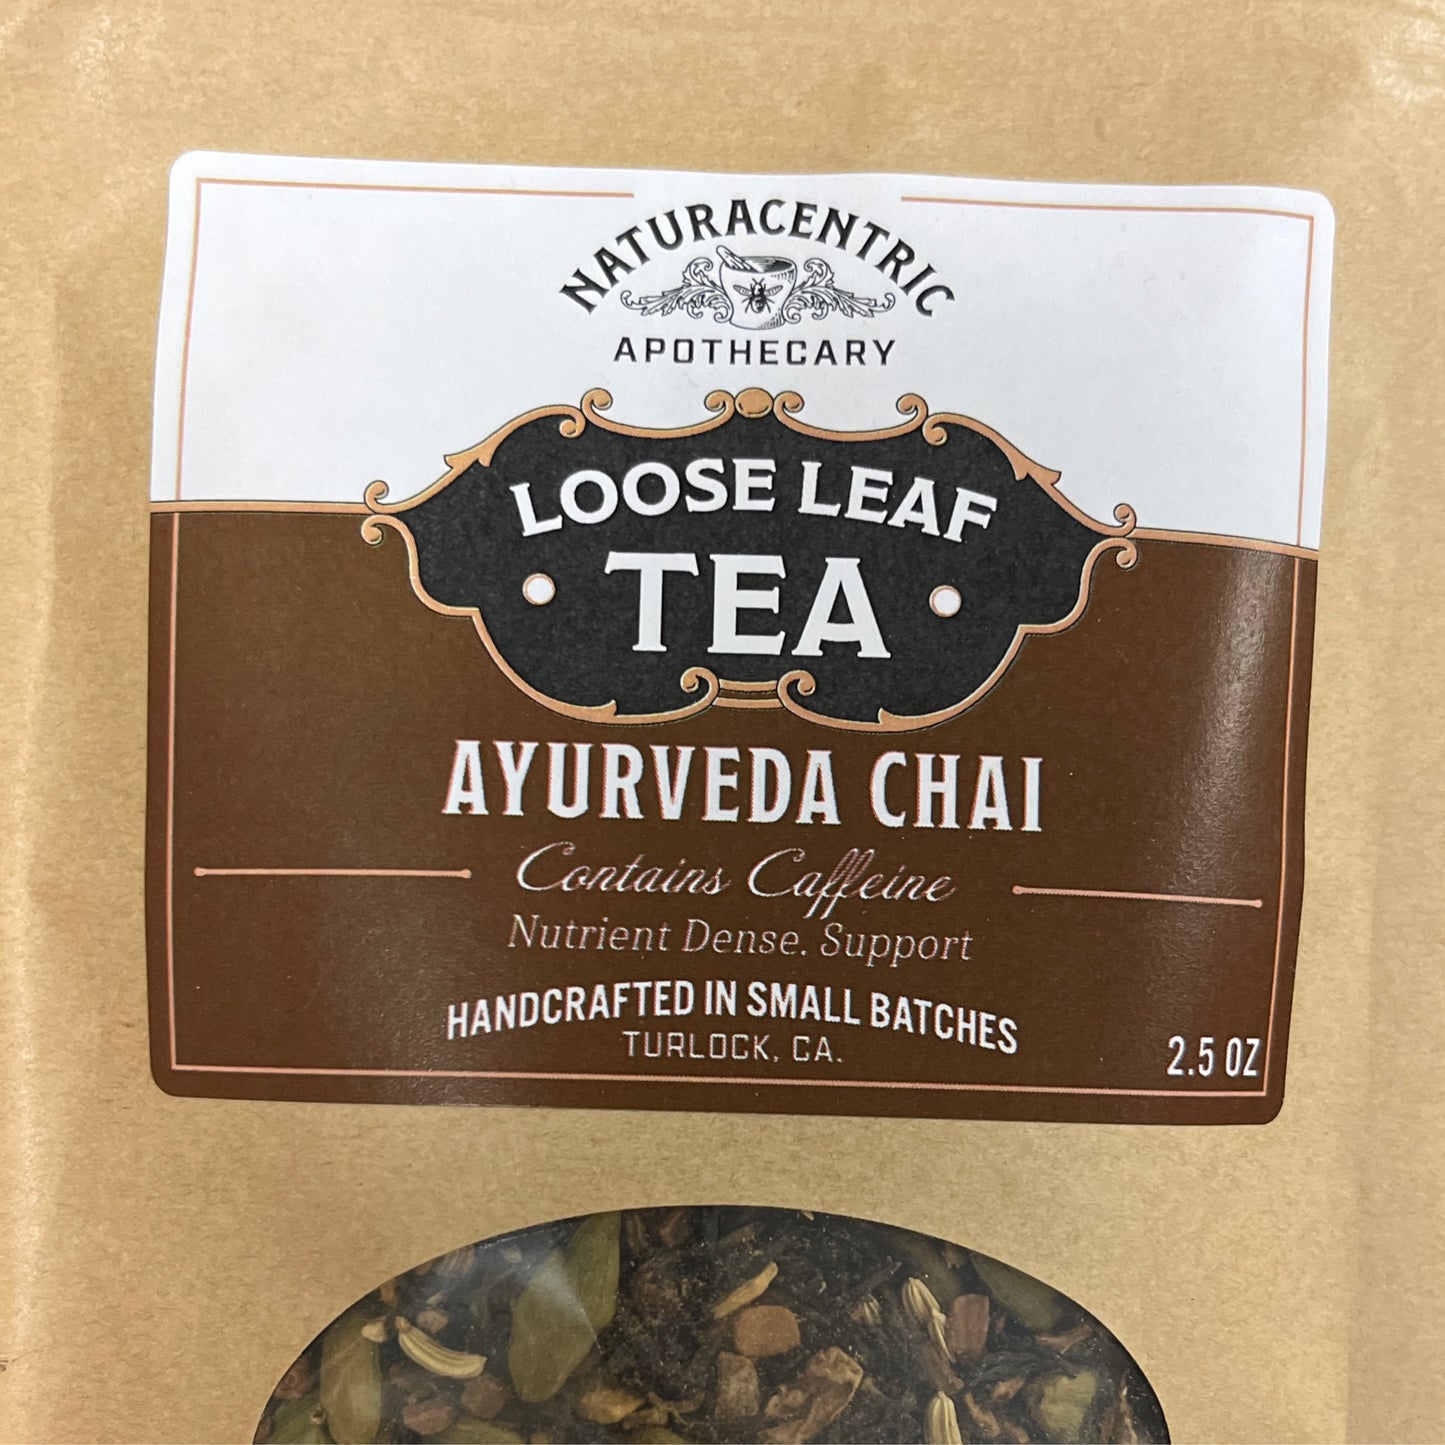 NATURACENTRIC
APOTHECARY
LOOSE LEAF
TEA
AYURVEDA CHAI
Contains Caffeine
Nutrient Dense. Support
HANDCRAFTED IN SMALL BATCHES
TURLOCK, CA.
2.5 OZ